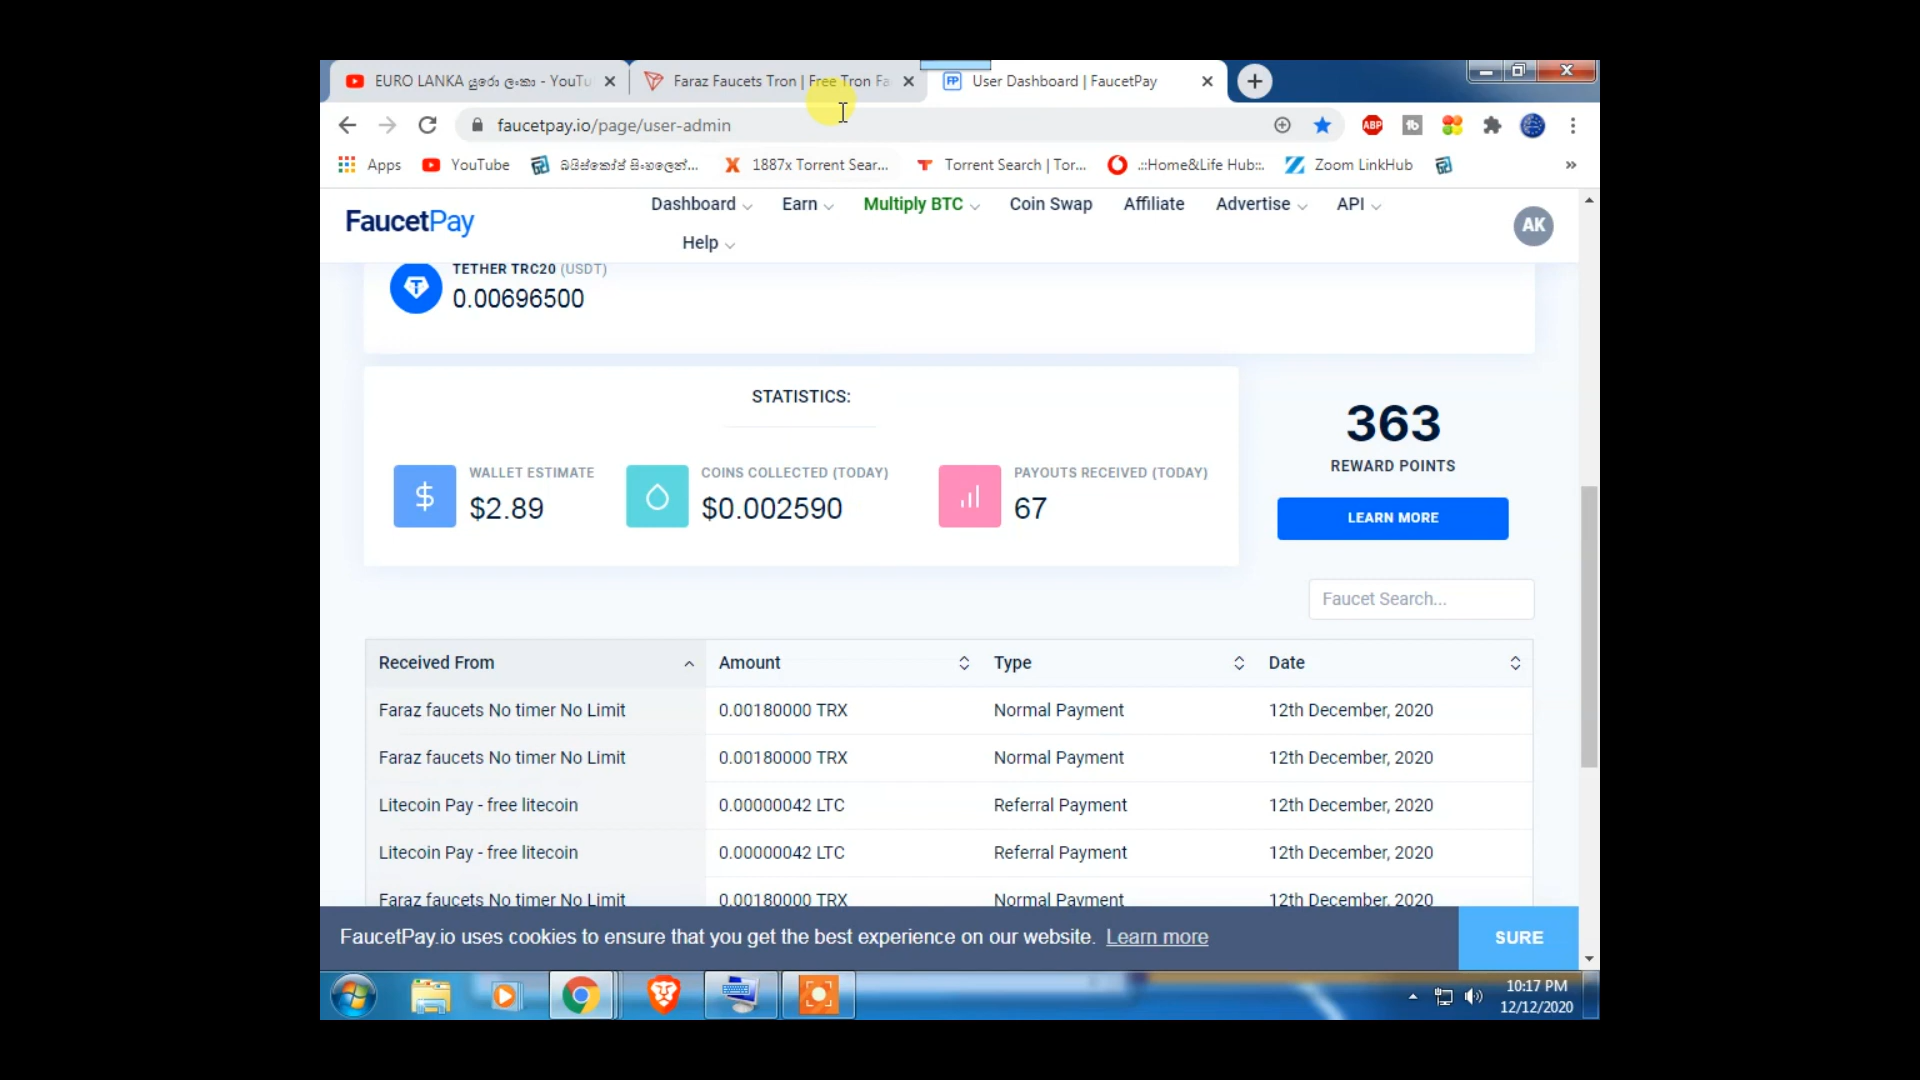 EURO LANKA යුරෝ ලංකා - YouTu
Faraz Faucets Tron | Free Tron Fa
FP User Dashboard | FaucetPay
faucetpay.io/page/user-admin
ABP
Apps
YouTube
බයිස්කෝප් සිංහලෙන්...
1887x Torrent Sear...
Torrent Search | Tor...
.::Home&Life Hub::.
Zoom LinkHub
»
FaucetPay
Dashboard
Earn
Multiply BTC
Coin Swap
Affiliate
Advertise
API
Help
AK
TETHER TRC20 (USDT)
0.00696500
STATISTICS:
WALLET ESTIMATE
$2.89
COINS COLLECTED (TODAY)
$0.002590
PAYOUTS RECEIVED (TODAY)
67
363
REWARD POINTS
LEARN MORE
Faucet Search...
Received From Amount Type Date
Faraz faucets No timer No Limit 0.00180000 TRX Normal Payment 12th December, 2020
Faraz faucets No timer No Limit 0.00180000 TRX Normal Payment 12th December, 2020
Litecoin Pay - free litecoin 0.00000042 LTC Referral Payment 12th December, 2020
Litecoin Pay - free litecoin 0.00000042 LTC Referral Payment 12th December, 2020
Faraz faucets No timer No Limit 0.00180000 TRX Normal Payment 12th December, 2020
FaucetPay.io uses cookies to ensure that you get the best experience on our website. Learn more
SURE
10:17 PM
12/12/2020